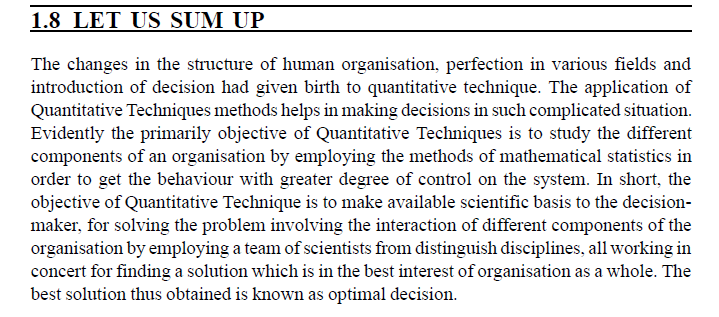 1.8 LET US SUM UP
The changes in the structure of human organisation, perfection in various fields and
introduction of decision had given birth to quantitative technique. The application of
Quantitative Techniques methods helps in making decisions in such complicated situation.
Evidently the primarily objective of Quantitative Techniques is to study the different
components of an organisation by employing the methods of mathematical statistics in
order to get the behaviour with greater degree of control on the system. In short, the
objective of Quantitative Technique is to make available scientific basis to the decision-
maker, for solving the problem involving the interaction of different components of the
organisation by employing a team of scientists from distinguish disciplines, all working in
concert for finding a solution which is in the best interest of organisation as a whole. The
best solution thus obtained is known as optimal decision.